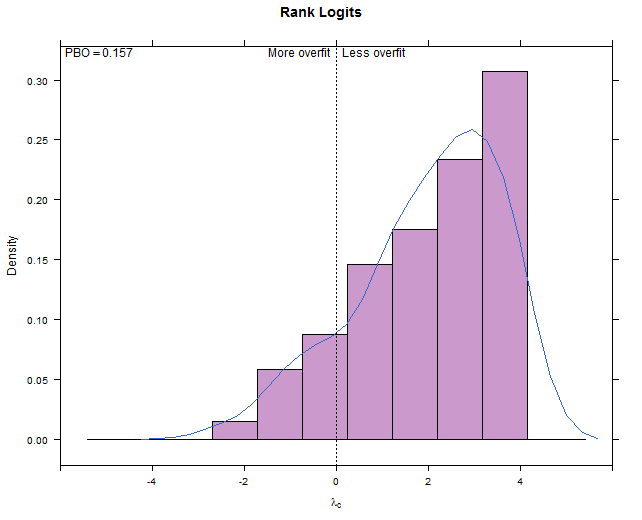 Rank Logits
PBO = 0.157
More overfit
Less overfit
0.30
0.25
0.20
0.15
0.10
0.05
0.00
Density
-4
-2
0
2
4
λc